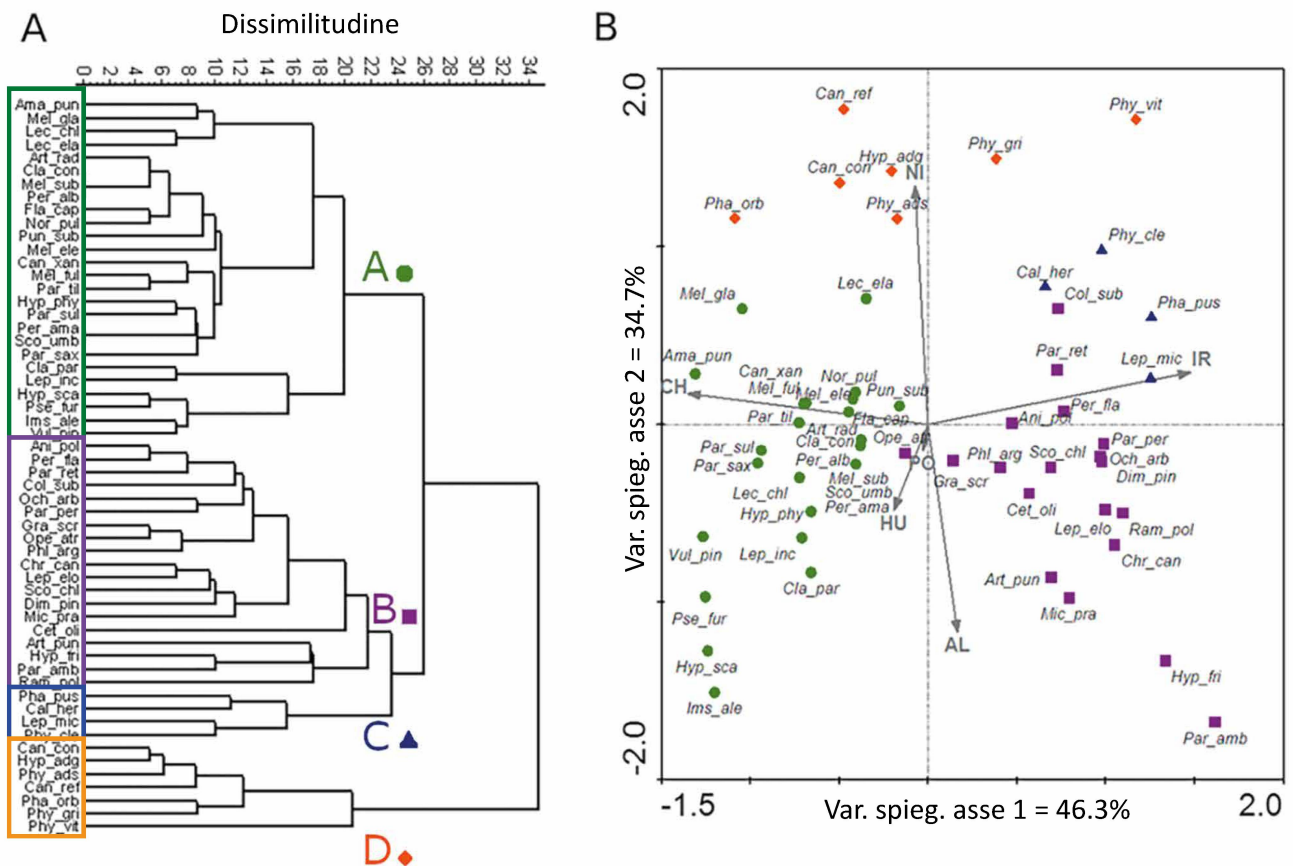 A
Dissimilitudine
0 2 4 6 8 10 12 14 16 18 20 22 24 26 28 30 32 34
Ama_pun
Mel_gla
Lec_chl
Lec_ela
Art_rad
Cla_con
Mel_sub
Per_alb
Fla_cap
Nor_pul
Pun_sub
Mel_ele
Can_xan
Mel_ful
Par_til
Hyp_phy
Par_sul
Per_ama
Sco_umb
Par_sax
Cla_par
Lep_inc
Hyp_sca
Pse_fur
Ims_ale
Vul_pin
Ani_pol
Per_fla
Par_ret
Col_sub
Och_arb
Par_per
Gra_scr
Ope_atr
Phl_arg
Chr_can
Lep_elo
Sco_chl
Dim_pin
Mic_pra
Cet_oli
Art_pun
Hyp_fri
Par_amb
Ram_pol
Pha_pus
Cal_her
Lep_mic
Phy_cle
Can_con
Hyp_adg
Phy_ads
Can_ref
Pha_orb
Phy_gri
Phy_vit
A
B
C
D
B
2.0
Var. spieg. asse 2 = 34.7%
-2.0
-1.5
Var. spieg. asse 1 = 46.3%
2.0
Can_ref
Phy_vit
Phy_gri
Hyp_adg
Can_con
NI
Pha_orb
Phy_ads
Phy_cle
Cal_her
Lec_ela
Mel_gla
Col_sub
Pha_pus
Par_ret
Ama_pun
Lep_mic
IR
Can_xan
Nor_pul
CH
Mel_ful
Mel_ele
Pun_sub
Per_fla
Par_til
Fla_cap
Ani_pol
Art_rad
Cla_con
Ope_atr
Par_per
Par_sul
Par_sax
Per_alb
PO
Phl_arg
Sco_chl
Och_arb
Dim_pin
Mel_sub
Gra_scr
Lec_chl
Sco_umb
Per_ama
Hyp_phy
HU
Cet_oli
Lep_elo
Ram_pol
Vul_pin
Lep_inc
Chr_can
Cla_par
Art_pun
Mic_pra
Pse_fur
AL
Hyp_sca
Hyp_fri
Ims_ale
Par_amb